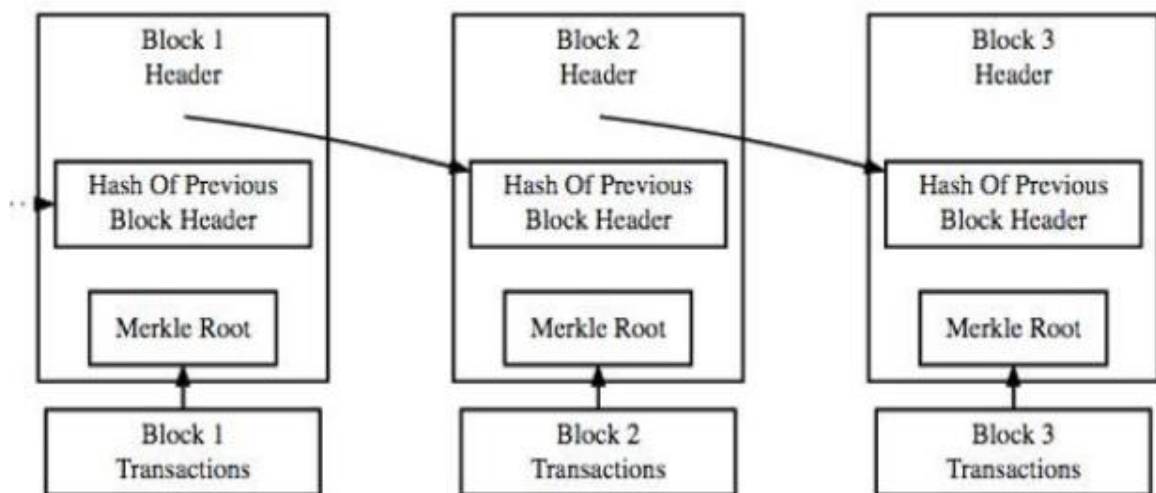 Block 1
Header
Hash Of Previous
Block Header
Merkle Root
Block 1
Transactions
Block 2
Header
Hash Of Previous
Block Header
Merkle Root
Block 2
Transactions
Block 3
Header
Hash Of Previous
Block Header
Merkle Root
Block 3
Transactions